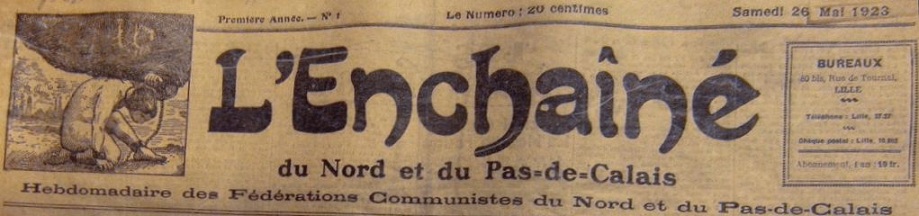 Première Année. — N° 1
Le Numero : 20 centimes
Samedi 26 Mai 1923
L'Enchaîné
du Nord et du Pas=de=Calais
Hebdomadaire des Fédérations Communistes du Nord et du Pas-de-Calais
BUREAUX
Rue de Tournai,
LILLE
Téléphone : Lille,
Chèque postal : Lille,
Abonnement, 1 an : fr.